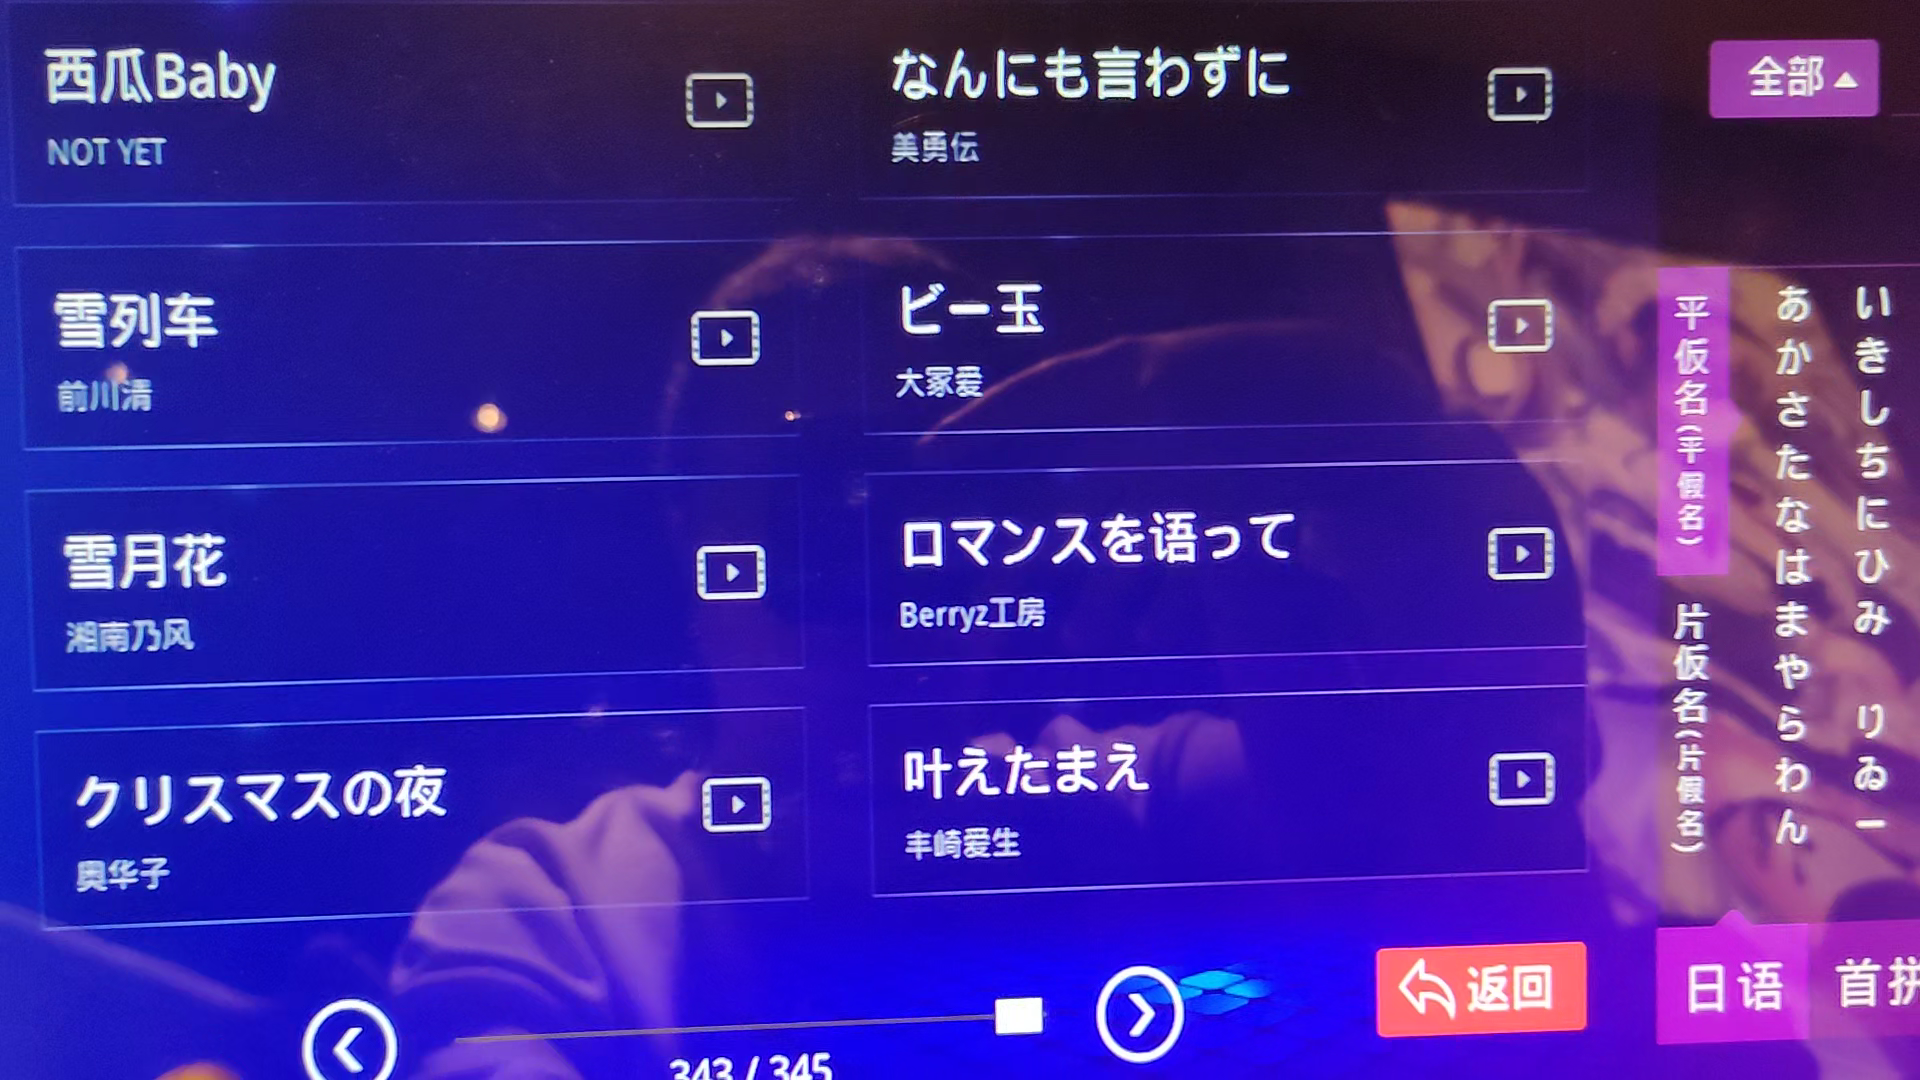 西瓜Baby
NOT YET
なんにも言わずに
美勇伝
全部
雪列车
前川清
ビー玉
大冢爱
雪月花
湘南乃风
ロマンスを语って
Berryz工房
クリスマスの夜
奥华子
叶えたまえ
丰崎爱生
平仮名(平假名)
片仮名(片假名)
あかさたなはまやらわん
いきしちにひみ りゐー
343 / 345
返回
日语
首拼